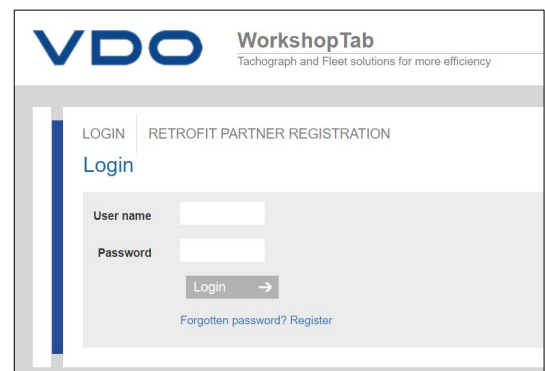 VDO
WorkshopTab
Tachograph and Fleet solutions for more efficiency
LOGIN
RETROFIT PARTNER REGISTRATION
Login
User name
Password
Login →
Forgotten password? Register